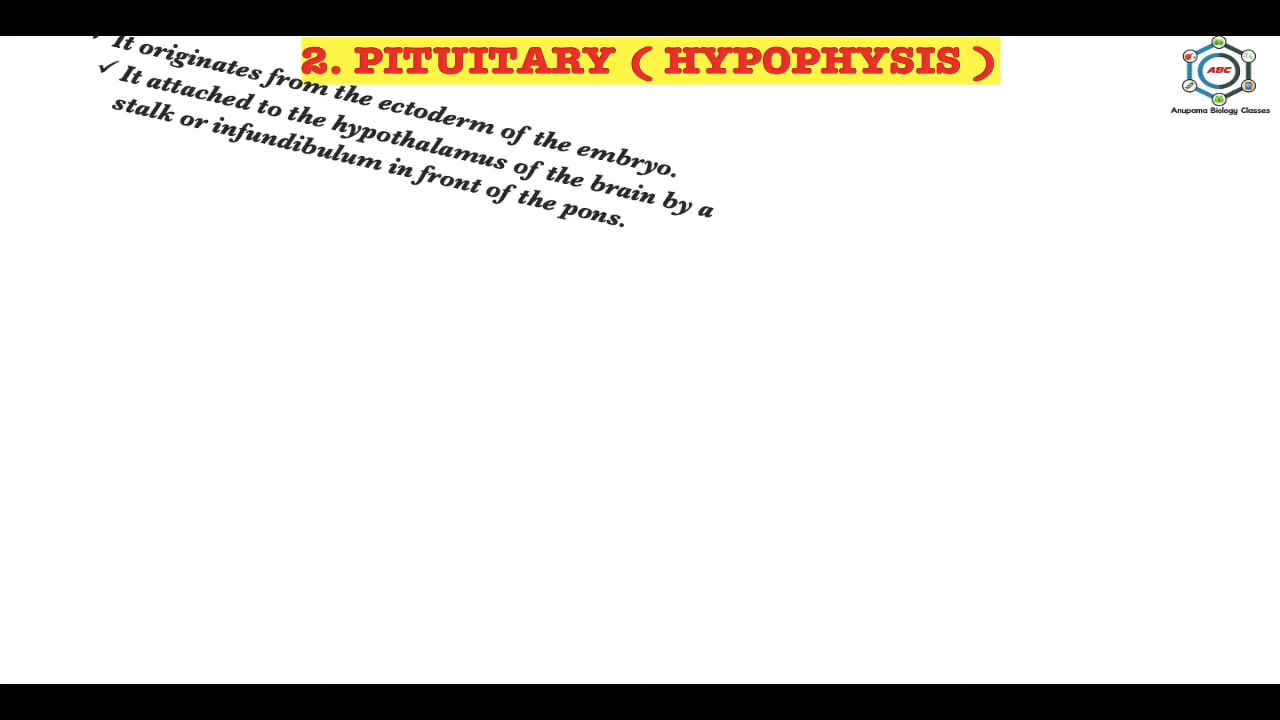 2. PITUITARY ( HYPOPHYSIS )
✓ It originates from the ectoderm of the embryo.
✓ It attached to the hypothalamus of the brain by a
stalk or infundibulum in front of the pons.
ABC
Anupama Biology Classes